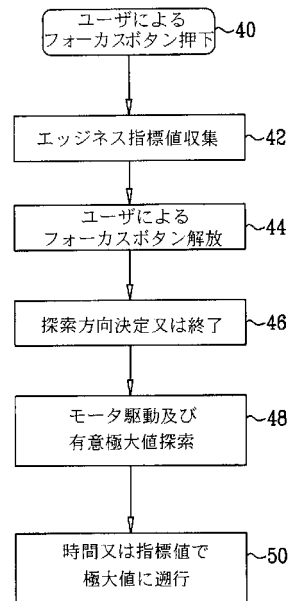 ユーザによる
フォーカスボタン押下
40
エッジネス指標値収集
42
ユーザによる
フォーカスボタン解放
44
探索方向決定又は終了
46
モータ駆動及び
有意極大値探索
48
時間又は指標値で
極大値に遡行
50